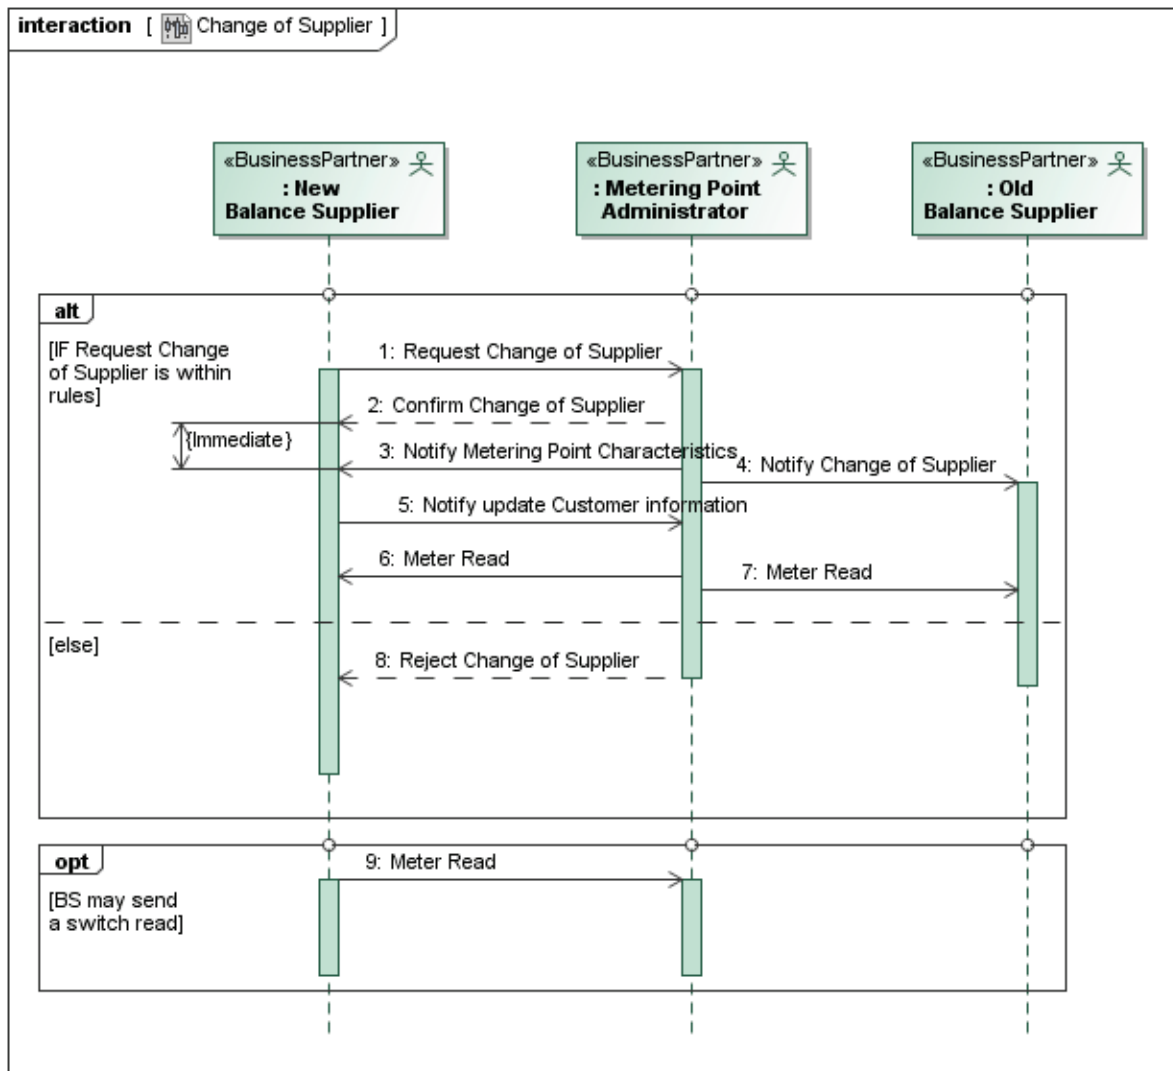 interaction [ Change of Supplier ]
«BusinessPartner»
: New
Balance Supplier
«BusinessPartner»
: Metering Point
Administrator
«BusinessPartner»
: Old
Balance Supplier
alt
[IF Request Change
of Supplier is within
rules]
1: Request Change of Supplier
2: Confirm Change of Supplier
{Immediate}
3: Notify Metering Point Characteristics
4: Notify Change of Supplier
5: Notify update Customer information
6: Meter Read
7: Meter Read
[else]
8: Reject Change of Supplier
opt
[BS may send
a switch read]
9: Meter Read